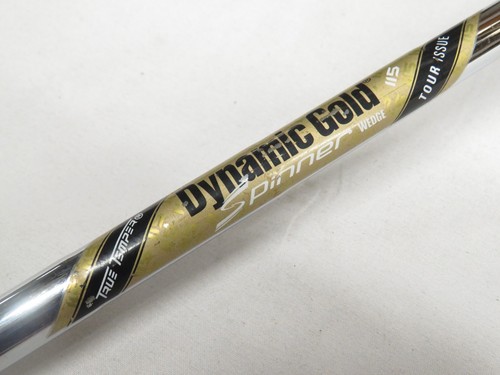 TRUE TEMPER®
Dynamic Gold 115
Spinner WEDGE
TOUR ISSUE